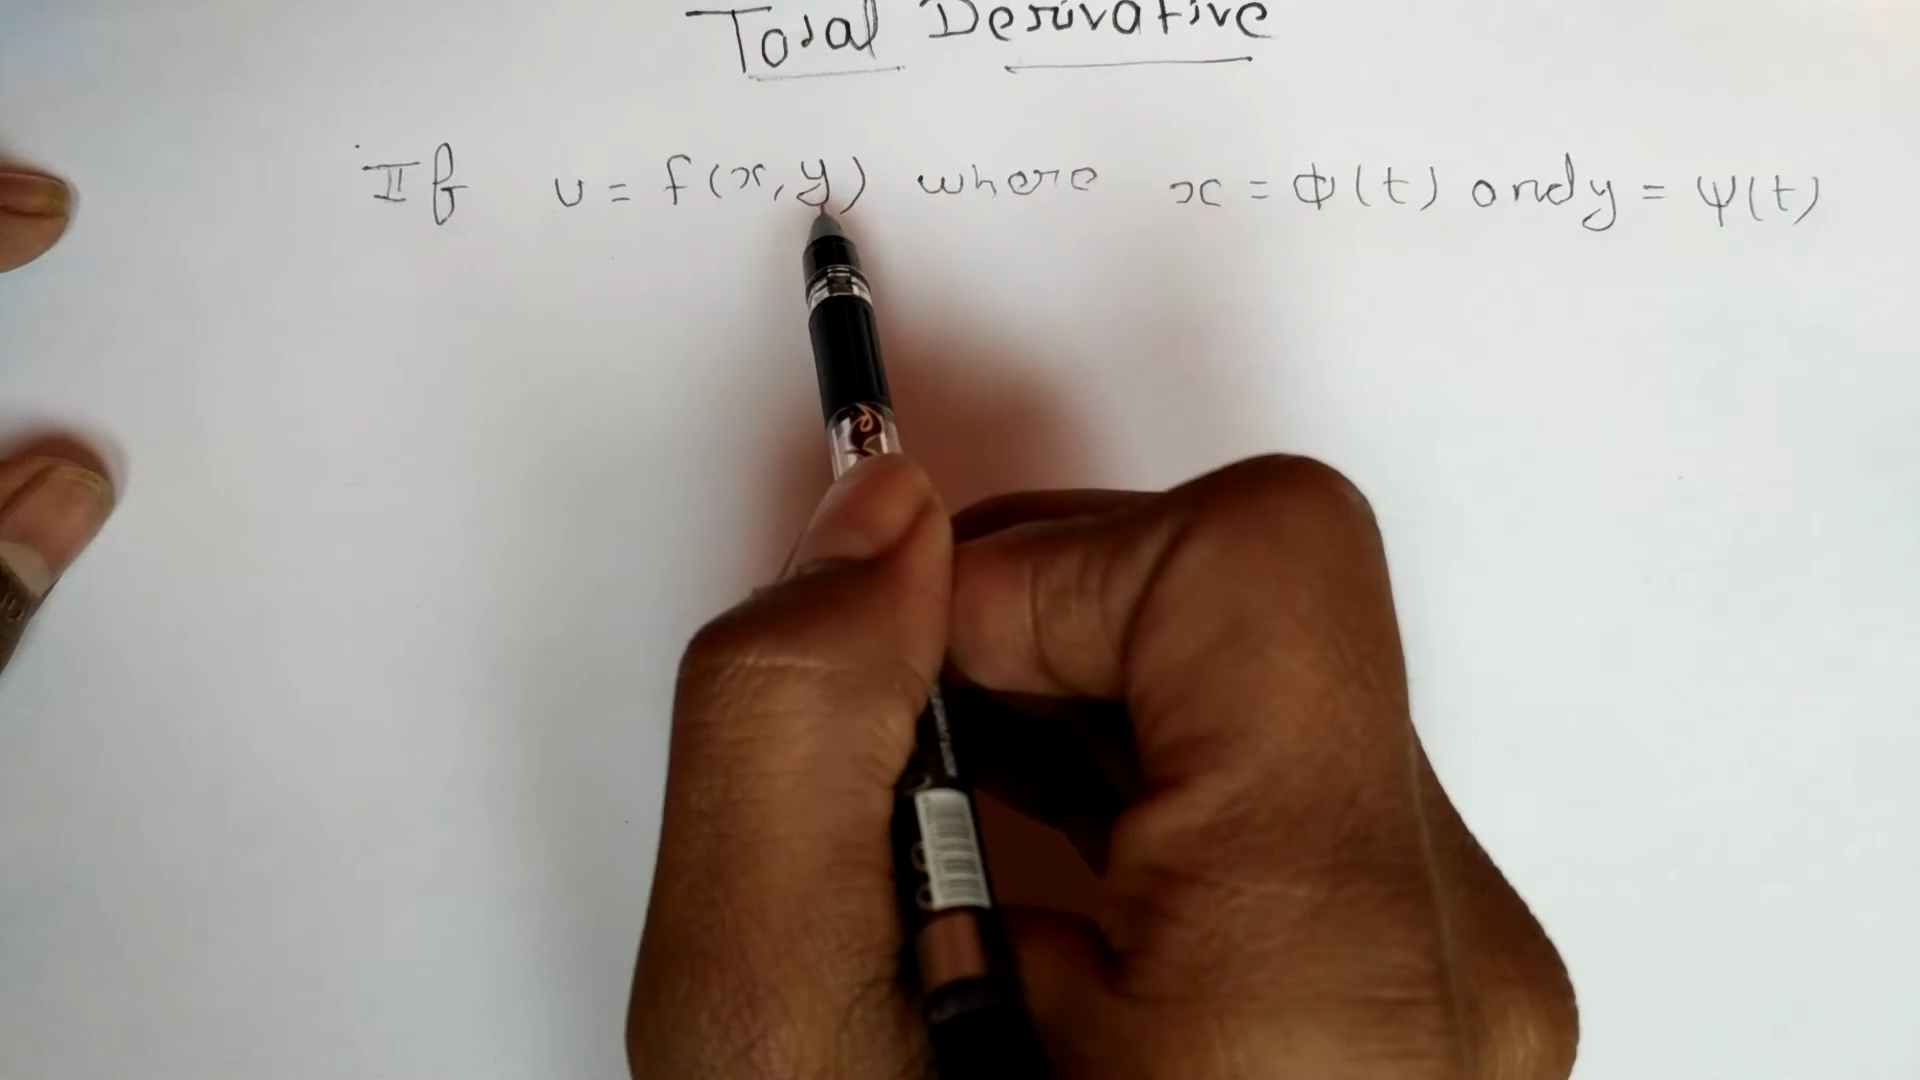 Total Derivative
If u = f(x,y) where x = φ(t) and y = ψ(t)